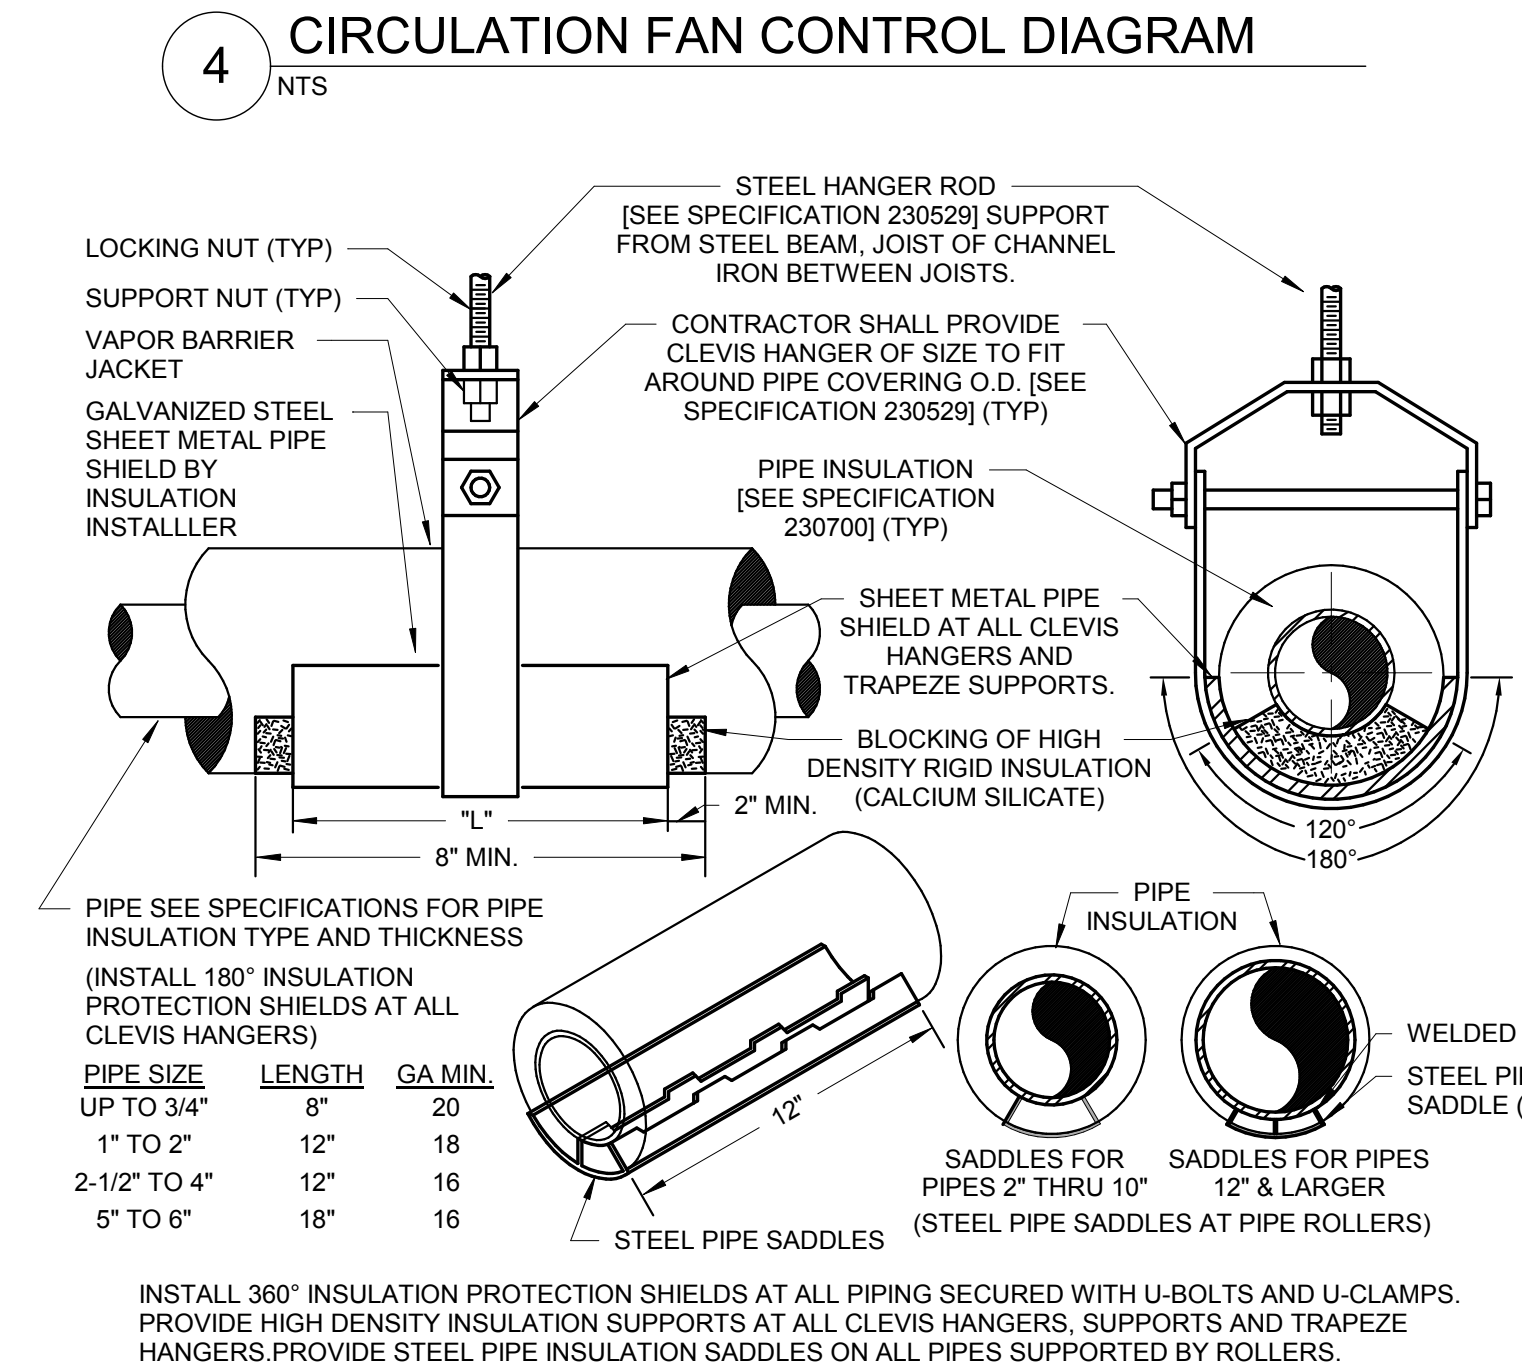 4
CIRCULATION FAN CONTROL DIAGRAM
NTS
STEEL HANGER ROD
[SEE SPECIFICATION 230529] SUPPORT
FROM STEEL BEAM, JOIST OF CHANNEL
IRON BETWEEN JOISTS.
LOCKING NUT (TYP)
SUPPORT NUT (TYP)
VAPOR BARRIER
JACKET
GALVANIZED STEEL
SHEET METAL PIPE
SHIELD BY
INSULATION
INSTALLLER
CONTRACTOR SHALL PROVIDE
CLEVIS HANGER OF SIZE TO FIT
AROUND PIPE COVERING O.D. [SEE
SPECIFICATION 230529] (TYP)
PIPE INSULATION
[SEE SPECIFICATION
230700] (TYP)
SHEET METAL PIPE
SHIELD AT ALL CLEVIS
HANGERS AND
TRAPEZE SUPPORTS.
BLOCKING OF HIGH
DENSITY RIGID INSULATION
(CALCIUM SILICATE)
"L"
2" MIN.
8" MIN.
120°
180°
PIPE SEE SPECIFICATIONS FOR PIPE
INSULATION TYPE AND THICKNESS
(INSTALL 180° INSULATION
PROTECTION SHIELDS AT ALL
CLEVIS HANGERS)
PIPE SIZE LENGTH GA MIN.
UP TO 3/4" 8" 20
1" TO 2" 12" 18
2-1/2" TO 4" 12" 16
5" TO 6" 18" 16
12"
STEEL PIPE SADDLES
PIPE
INSULATION
WELDED
STEEL PI
SADDLE (
SADDLES FOR
PIPES 2" THRU 10"
SADDLES FOR PIPES
12" & LARGER
(STEEL PIPE SADDLES AT PIPE ROLLERS)
INSTALL 360° INSULATION PROTECTION SHIELDS AT ALL PIPING SECURED WITH U-BOLTS AND U-CLAMPS.
PROVIDE HIGH DENSITY INSULATION SUPPORTS AT ALL CLEVIS HANGERS, SUPPORTS AND TRAPEZE
HANGERS.PROVIDE STEEL PIPE INSULATION SADDLES ON ALL PIPES SUPPORTED BY ROLLERS.